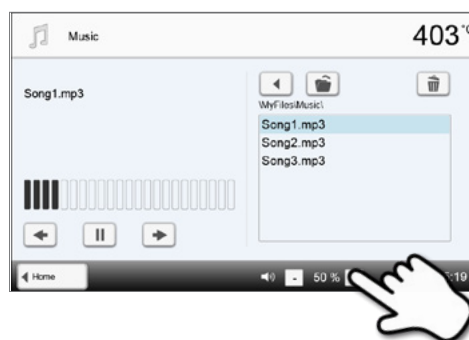 Music
403 °C
Song1.mp3
\MyFiles\Music\
Song1.mp3
Song2.mp3
Song3.mp3
Home
- 50 %
:19